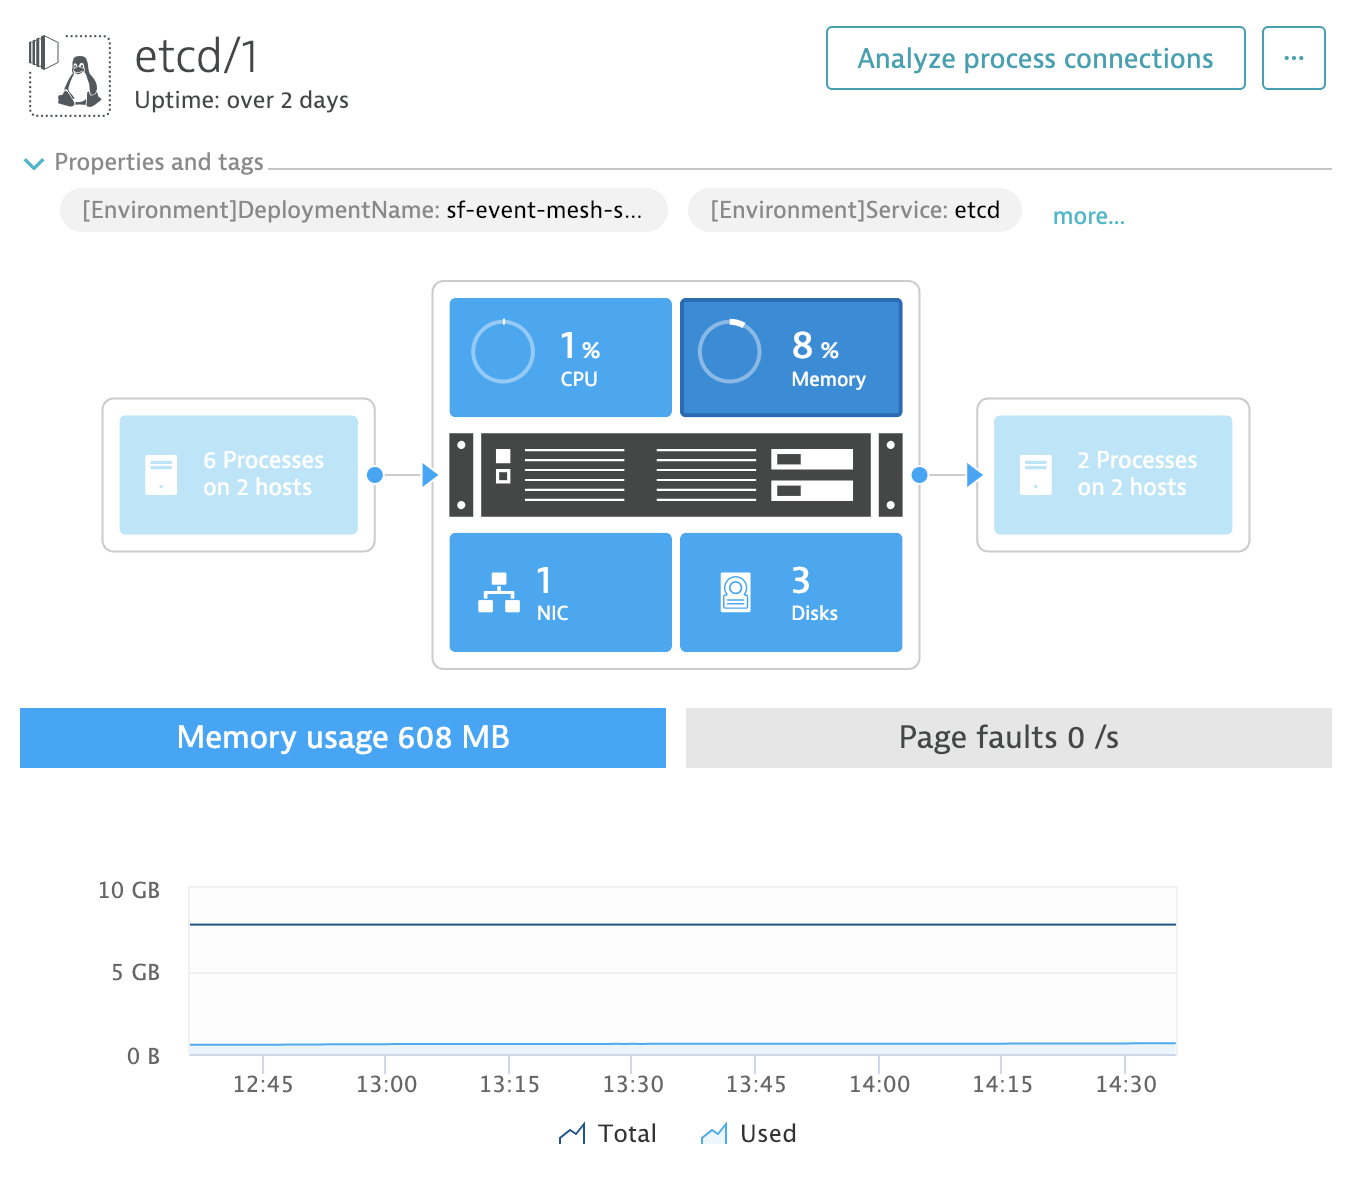 etcd/1
Uptime: over 2 days
Analyze process connections
...
Properties and tags
[Environment]DeploymentName: sf-event-mesh-s...
[Environment]Service: etcd
more...
1 %
CPU
8 %
Memory
6 Processes
on 2 hosts
2 Processes
on 2 hosts
1
NIC
3
Disks
Memory usage 608 MB
Page faults 0 /s
10 GB
5 GB
0 B
12:45 13:00 13:15 13:30 13:45 14:00 14:15 14:30
Total
Used